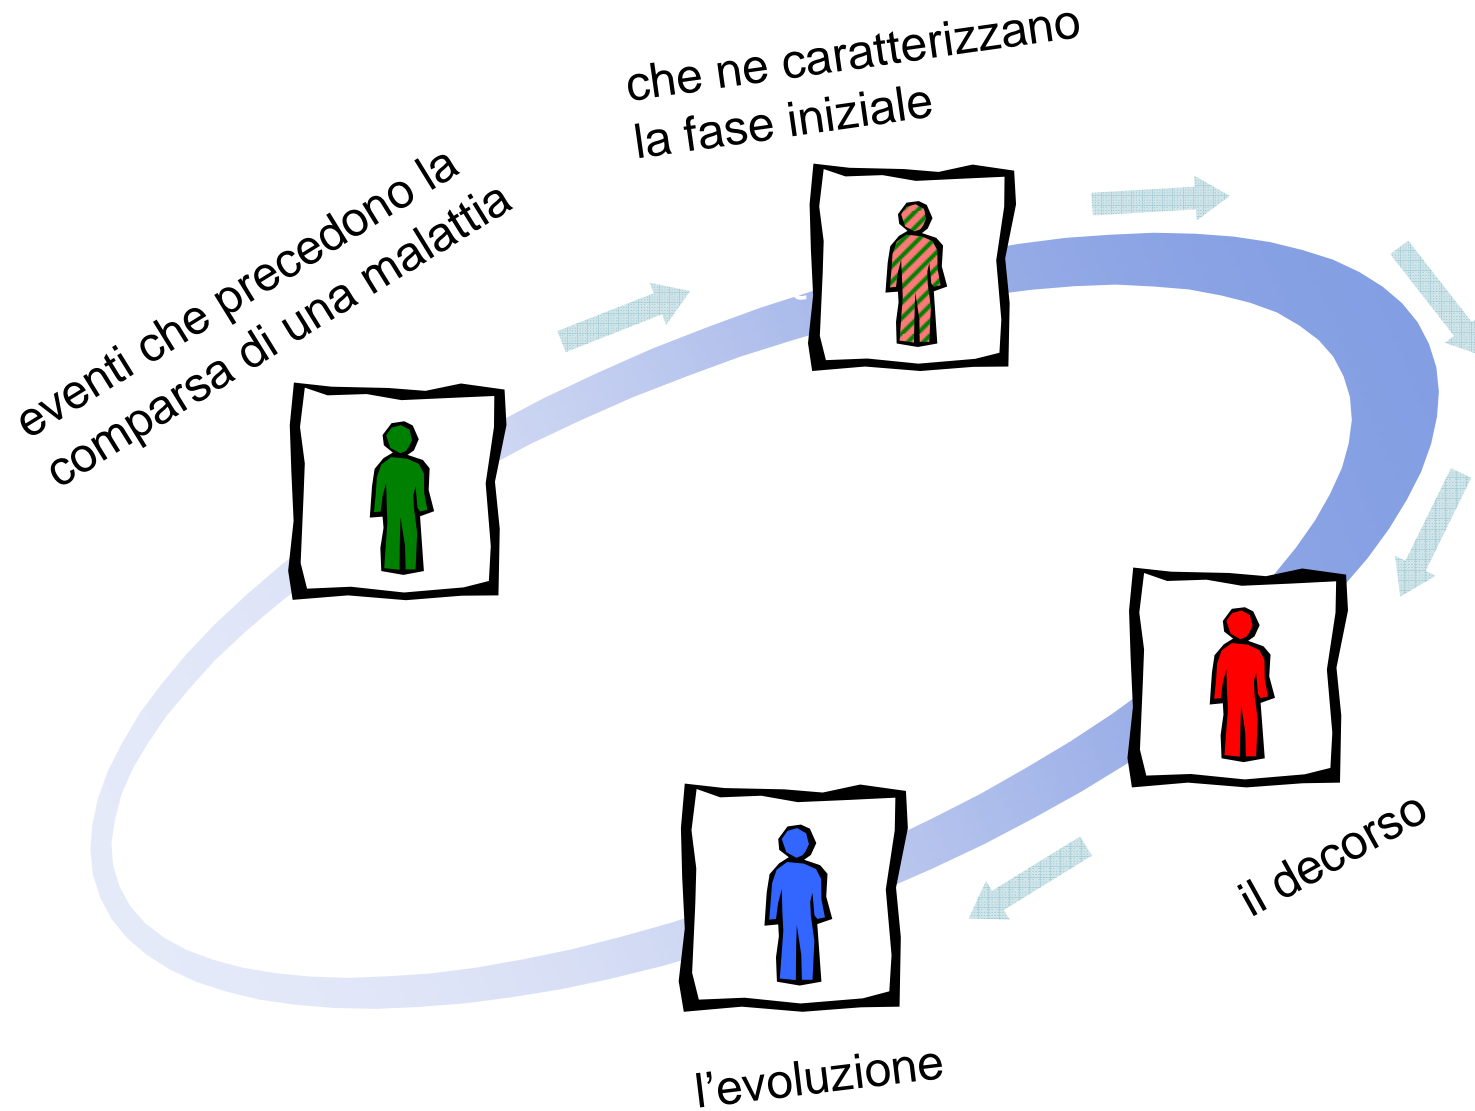 eventi che precedono la
comparsa di una malattia
che ne caratterizzano
la fase iniziale
il decorso
l’evoluzione